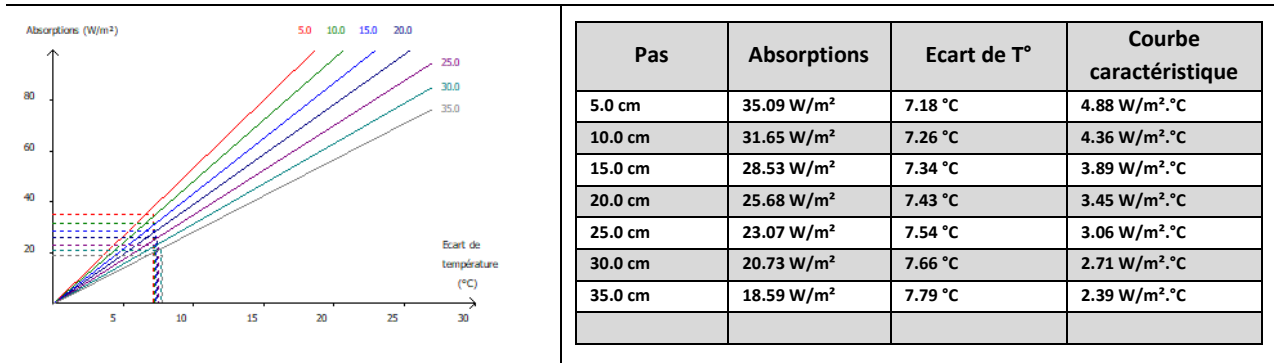 Absorptions (W/m²)
5.0 10.0 15.0 20.0
25.0
30.0
35.0
80
60
40
20
Ecart de
température
(°C)
5 10 15 20 25 30
Pas Absorptions Ecart de T° Courbe
caractéristique
5.0 cm 35.09 W/m² 7.18 °C 4.88 W/m².°C
10.0 cm 31.65 W/m² 7.26 °C 4.36 W/m².°C
15.0 cm 28.53 W/m² 7.34 °C 3.89 W/m².°C
20.0 cm 25.68 W/m² 7.43 °C 3.45 W/m².°C
25.0 cm 23.07 W/m² 7.54 °C 3.06 W/m².°C
30.0 cm 20.73 W/m² 7.66 °C 2.71 W/m².°C
35.0 cm 18.59 W/m² 7.79 °C 2.39 W/m².°C